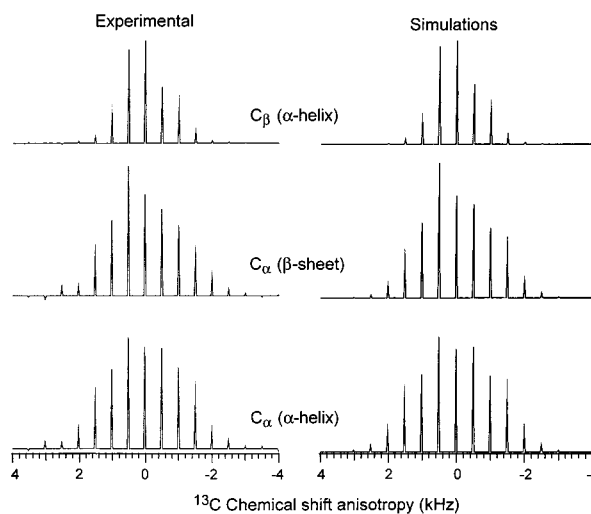 Experimental
Simulations
Cβ (α-helix)
Cα (β-sheet)
Cα (α-helix)
4 2 0 -2 -4
4 2 0 -2 -4
13C Chemical shift anisotropy (kHz)